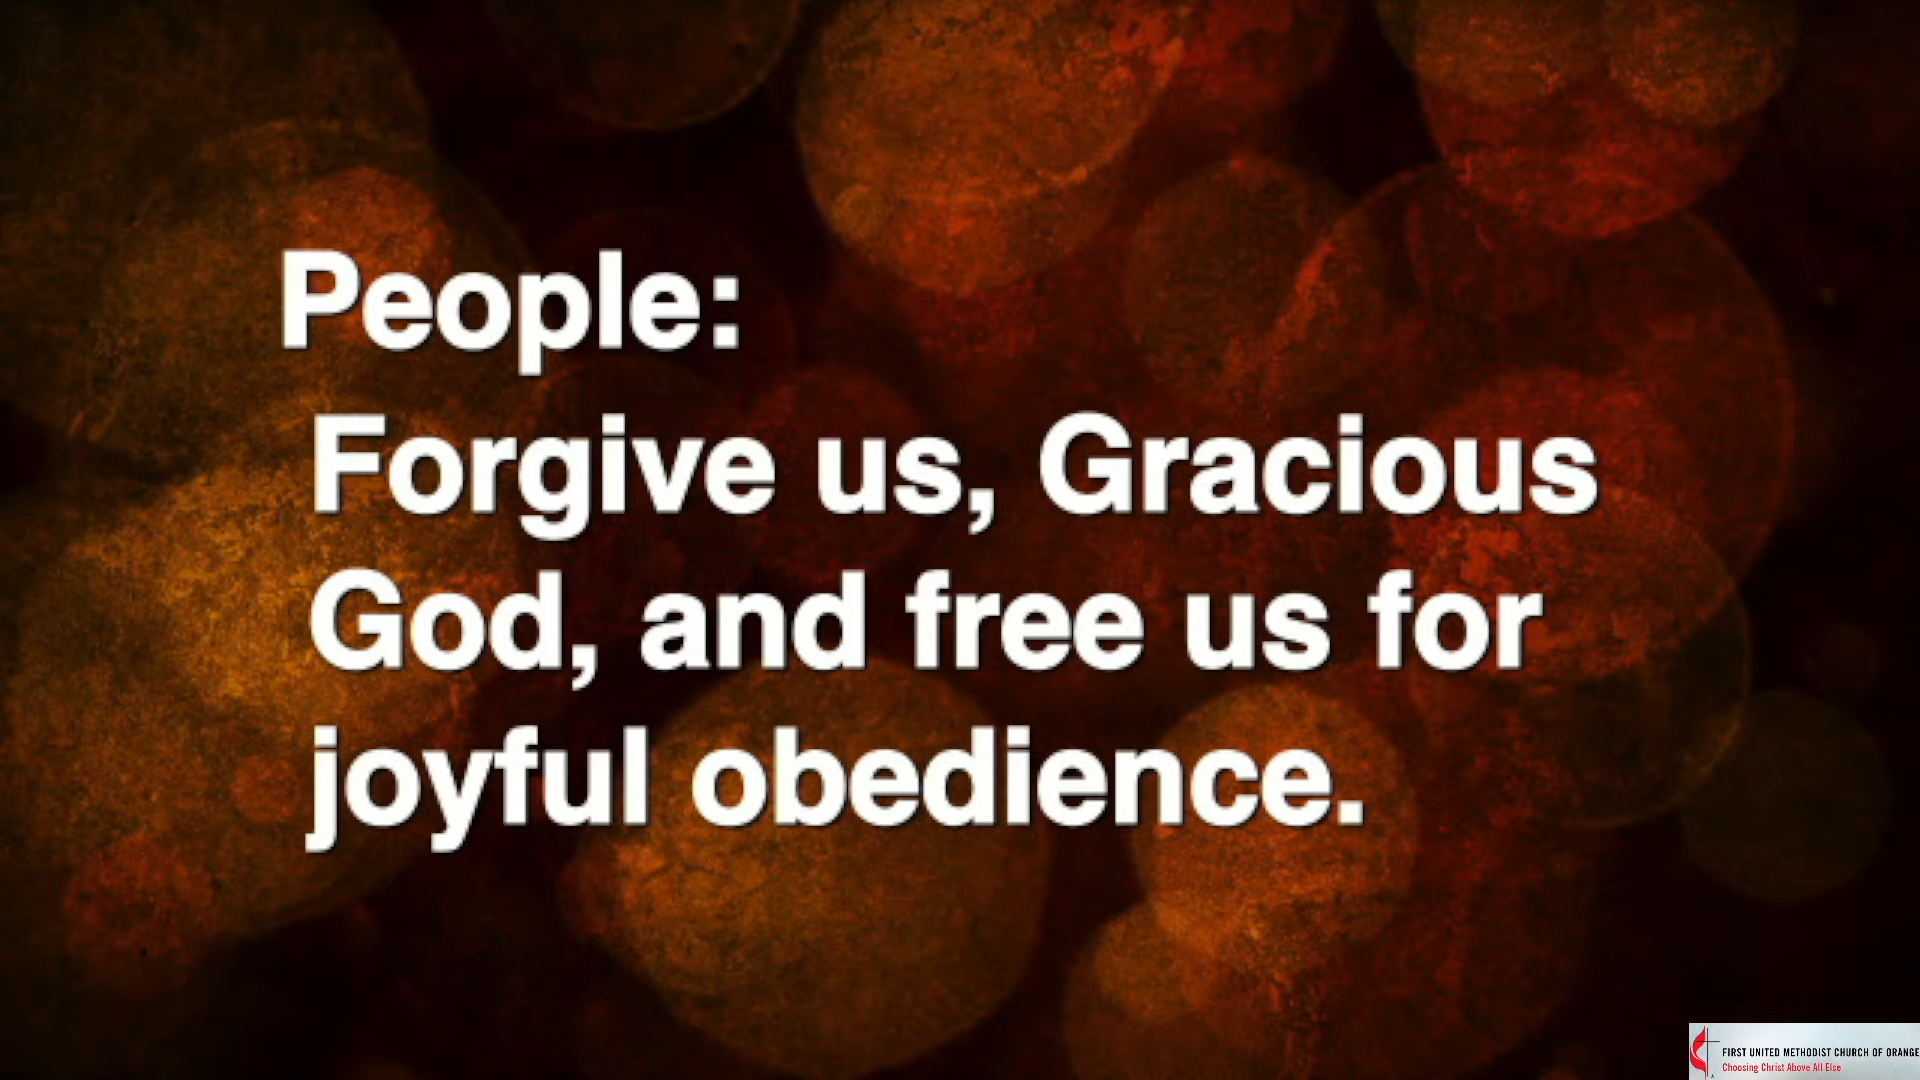 People:
Forgive us, Gracious
God, and free us for
joyful obedience.
FIRST UNITED METHODIST CHURCH OF ORANGE
Choosing Christ Above All Else